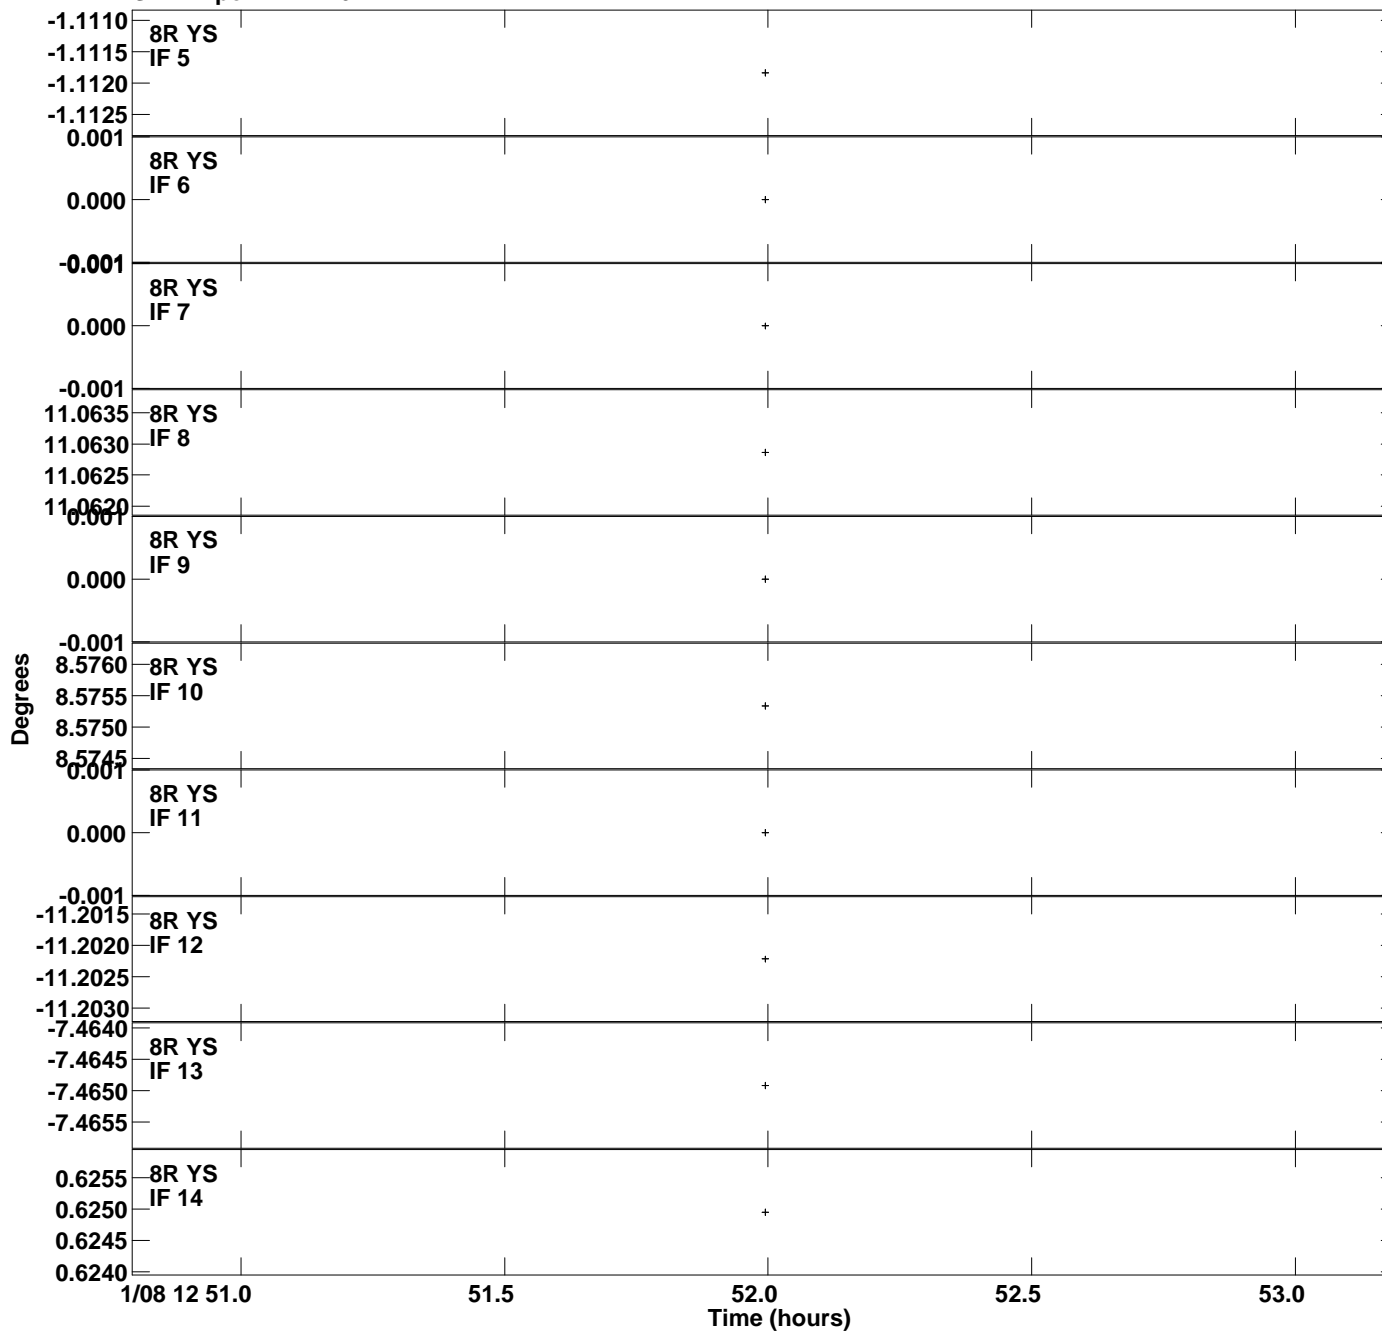 -1.1110
8R YS
IF 5
-1.1115
-1.1120
-1.1125
0.001
8R YS
IF 6
0.000
-0.001
0.001
8R YS
IF 7
0.000
-0.001
11.0635
8R YS
IF 8
11.0630
11.0625
11.0620
0.001
8R YS
IF 9
0.000
-0.001
8.5760
8R YS
IF 10
8.5755
8.5750
8.5745
0.001
8R YS
IF 11
0.000
-0.001
-11.2015
8R YS
IF 12
-11.2020
-11.2025
-11.2030
-7.4640
8R YS
IF 13
-7.4645
-7.4650
-7.4655
8R YS
IF 14
0.6255
0.6250
0.6245
0.6240
Degrees
1/08 12 51.0 51.5 52.0 52.5 53.0
Time (hours)